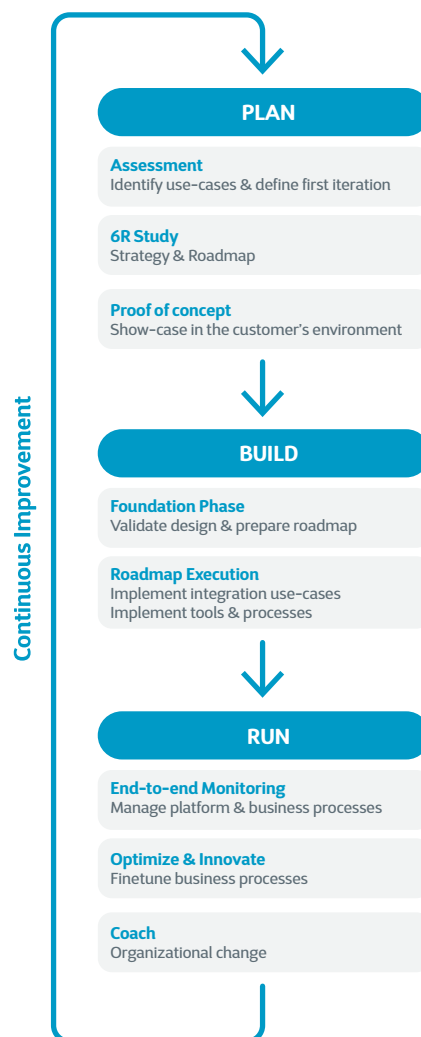 PLAN
Assessment
Identify use-cases & define first iteration
6R Study
Strategy & Roadmap
Proof of concept
Show-case in the customer's environment
Continuous Improvement
BUILD
Foundation Phase
Validate design & prepare roadmap
Roadmap Execution
Implement integration use-cases
Implement tools & processes
RUN
End-to-end Monitoring
Manage platform & business processes
Optimize & Innovate
Finetune business processes
Coach
Organizational change